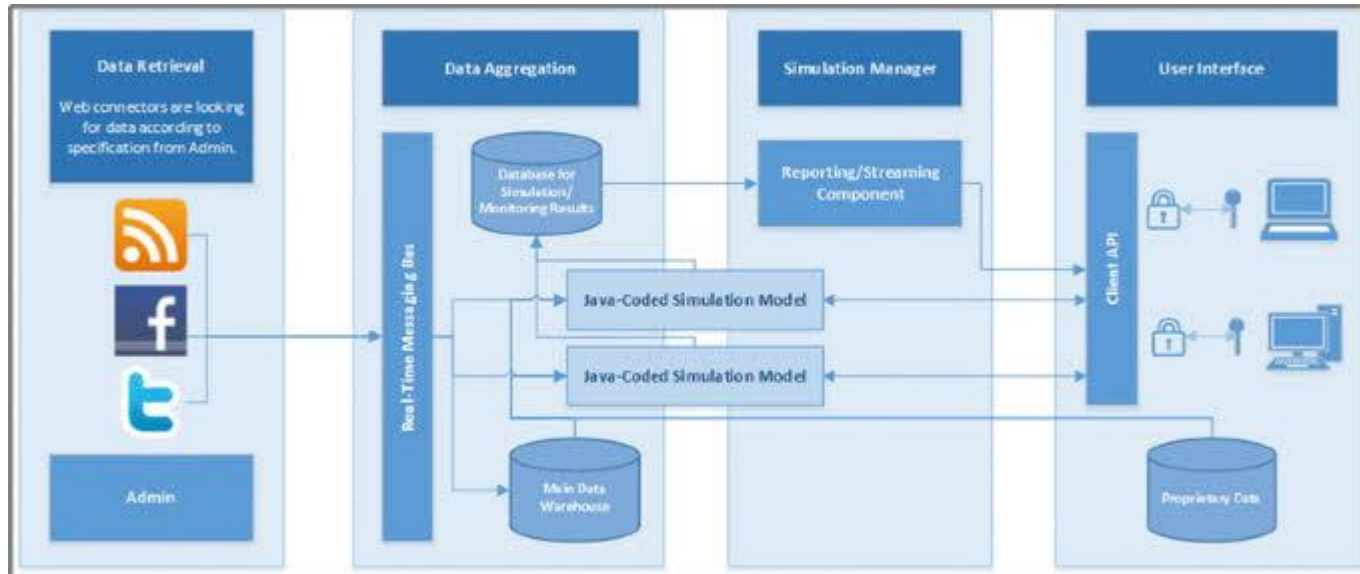 Data Retrieval
Web connectors are looking
for data according to
specification from Admin.
Admin
Data Aggregation
Real-Time Messaging Bus
Database for
Simulation/
Monitoring Results
Java-Coded Simulation Model
Java-Coded Simulation Model
Main Data
Warehouse
Simulation Manager
Reporting/Streaming
Component
User Interface
Client API
Proprietary Data